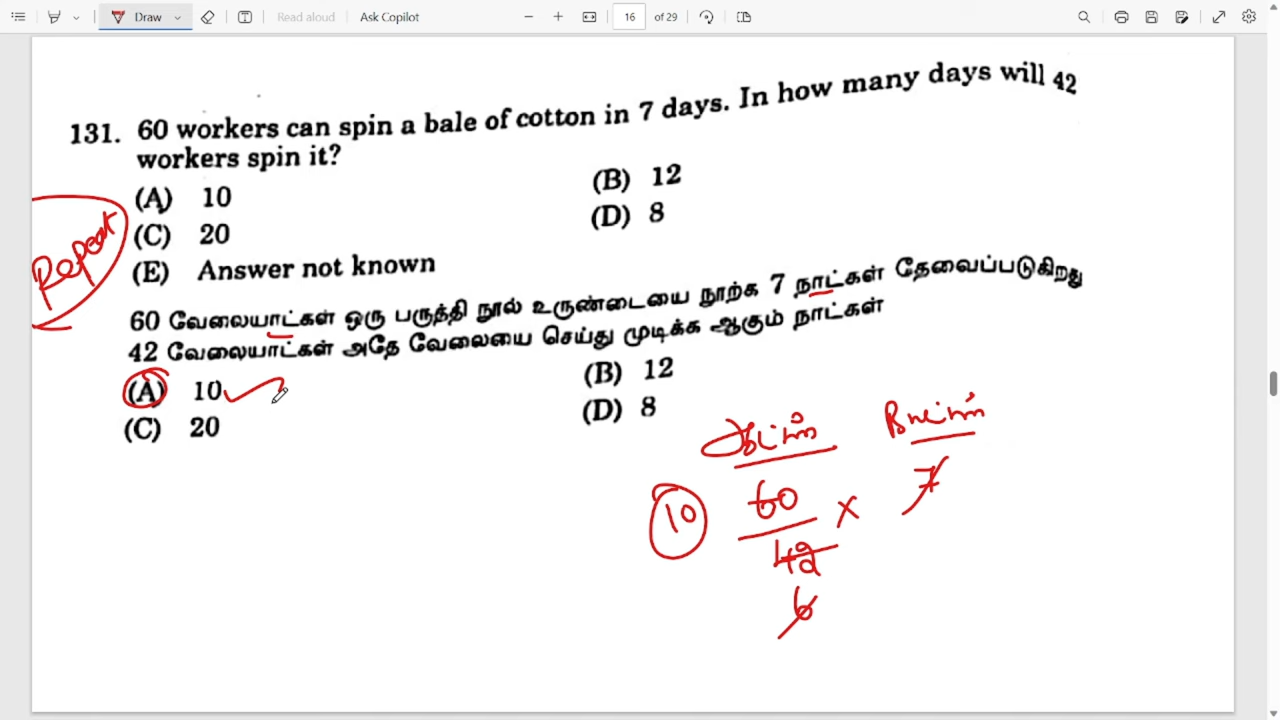 Draw
Read aloud
Ask Copilot
16 of 29
131. 60 workers can spin a bale of cotton in 7 days. In how many days will 42
workers spin it?
(A) 10
(B) 12
(C) 20
(D) 8
(E) Answer not known
Repeat
60 வேலையாட்கள் ஒரு பருத்தி நூல் உருண்டையை நூற்க 7 நாட்கள் தேவைப்படுகிறது
42 வேலையாட்கள் அதே வேலையை செய்து முடிக்க ஆகும் நாட்கள்
(A) 10
(B) 12
(C) 20
(D) 8
10
60 × 7
42
6